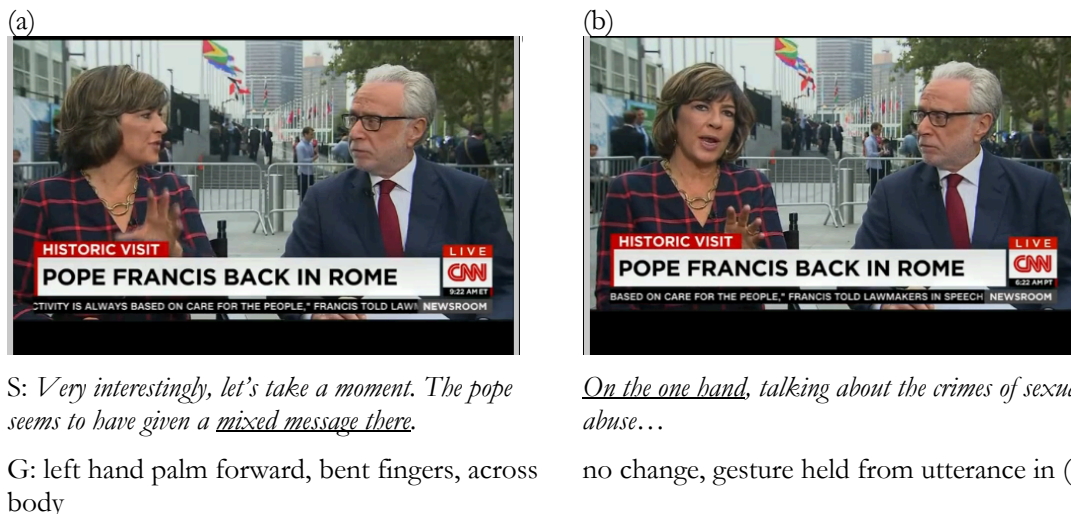 (a)
HISTORIC VISIT
LIVE
POPE FRANCIS BACK IN ROME
CNN
9:22 AM ET
CTIVITY IS ALWAYS BASED ON CARE FOR THE PEOPLE," FRANCIS TOLD LAWM
NEWSROOM
S: Very interestingly, let's take a moment. The pope
seems to have given a mixed message there.
G: left hand palm forward, bent fingers, across
body
(b)
HISTORIC VISIT
LIVE
POPE FRANCIS BACK IN ROME
CNN
6:22 AM PT
BASED ON CARE FOR THE PEOPLE," FRANCIS TOLD LAWMAKERS IN SPEECH
NEWSROOM
On the one hand, talking about the crimes of sexua
abuse…
no change, gesture held from utterance in (